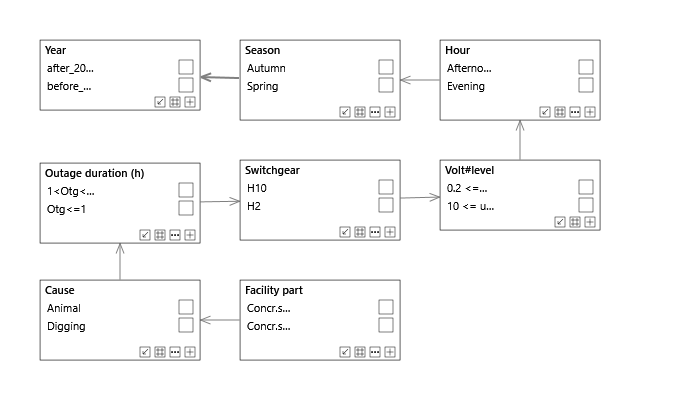 Year
after_20...
before_...
Season
Autumn
Spring
Hour
Afterno...
Evening
Outage duration (h)
1<Otg<...
Otg<=1
Switchgear
H10
H2
Volt#level
0.2 <=...
10 <= u...
Cause
Animal
Digging
Facility part
Concr.s...
Concr.s...